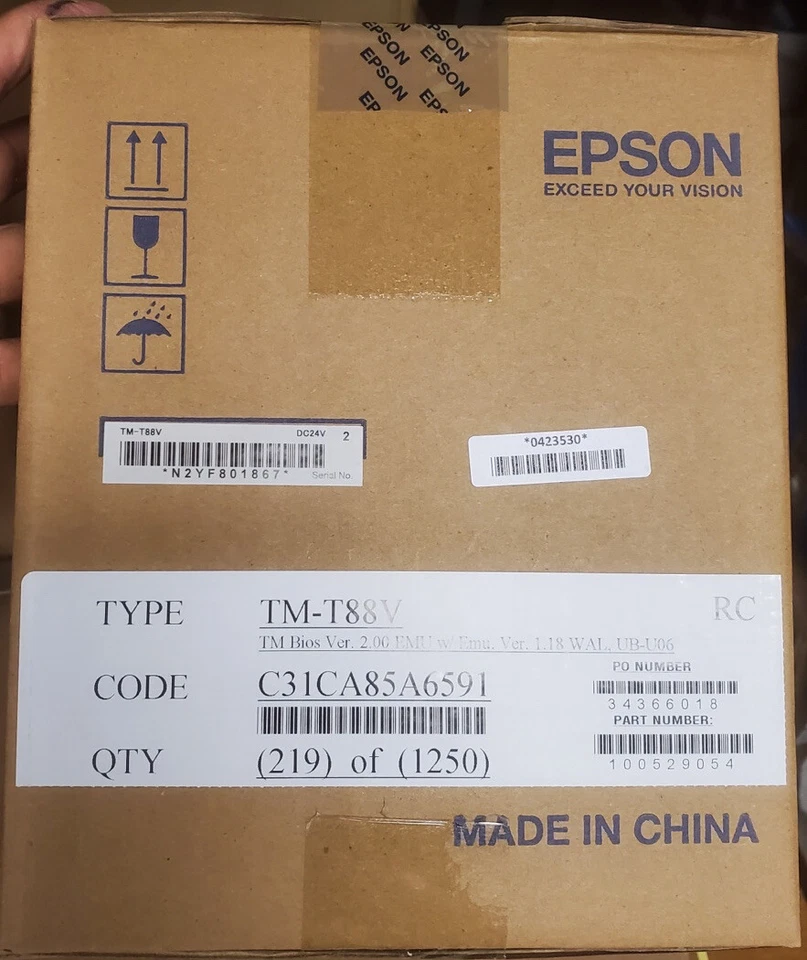 EPSON EPSON
EPSON EPSON
EP EPS
EPSON
EXCEED YOUR VISION
TM-T88V DC24V 2
*N2YF801867* Serial No.
*0423530*
TYPE TM-T88V RC
TM Bios Ver. 2.00 EMU w/ Emu. Ver. 1.18 WAL, UB-U06
PO NUMBER
CODE C31CA85A6591
34366018
PART NUMBER:
QTY (219) of (1250)
100529054
MADE IN CHINA